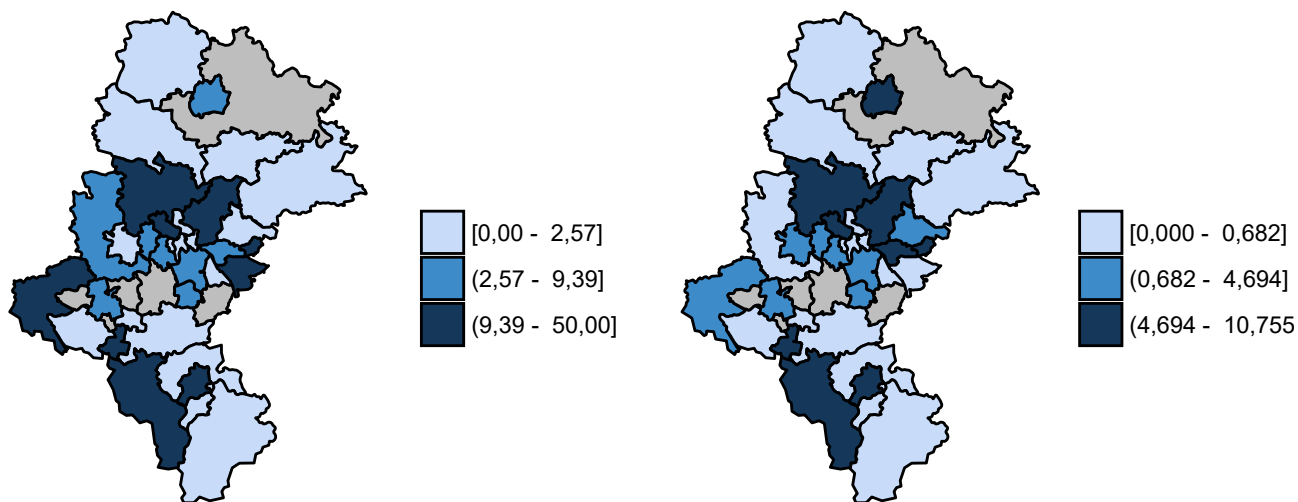 [0,00 - 2,57]
(2,57 - 9,39]
(9,39 - 50,00]
[0,000 - 0,682]
(0,682 - 4,694]
(4,694 - 10,755